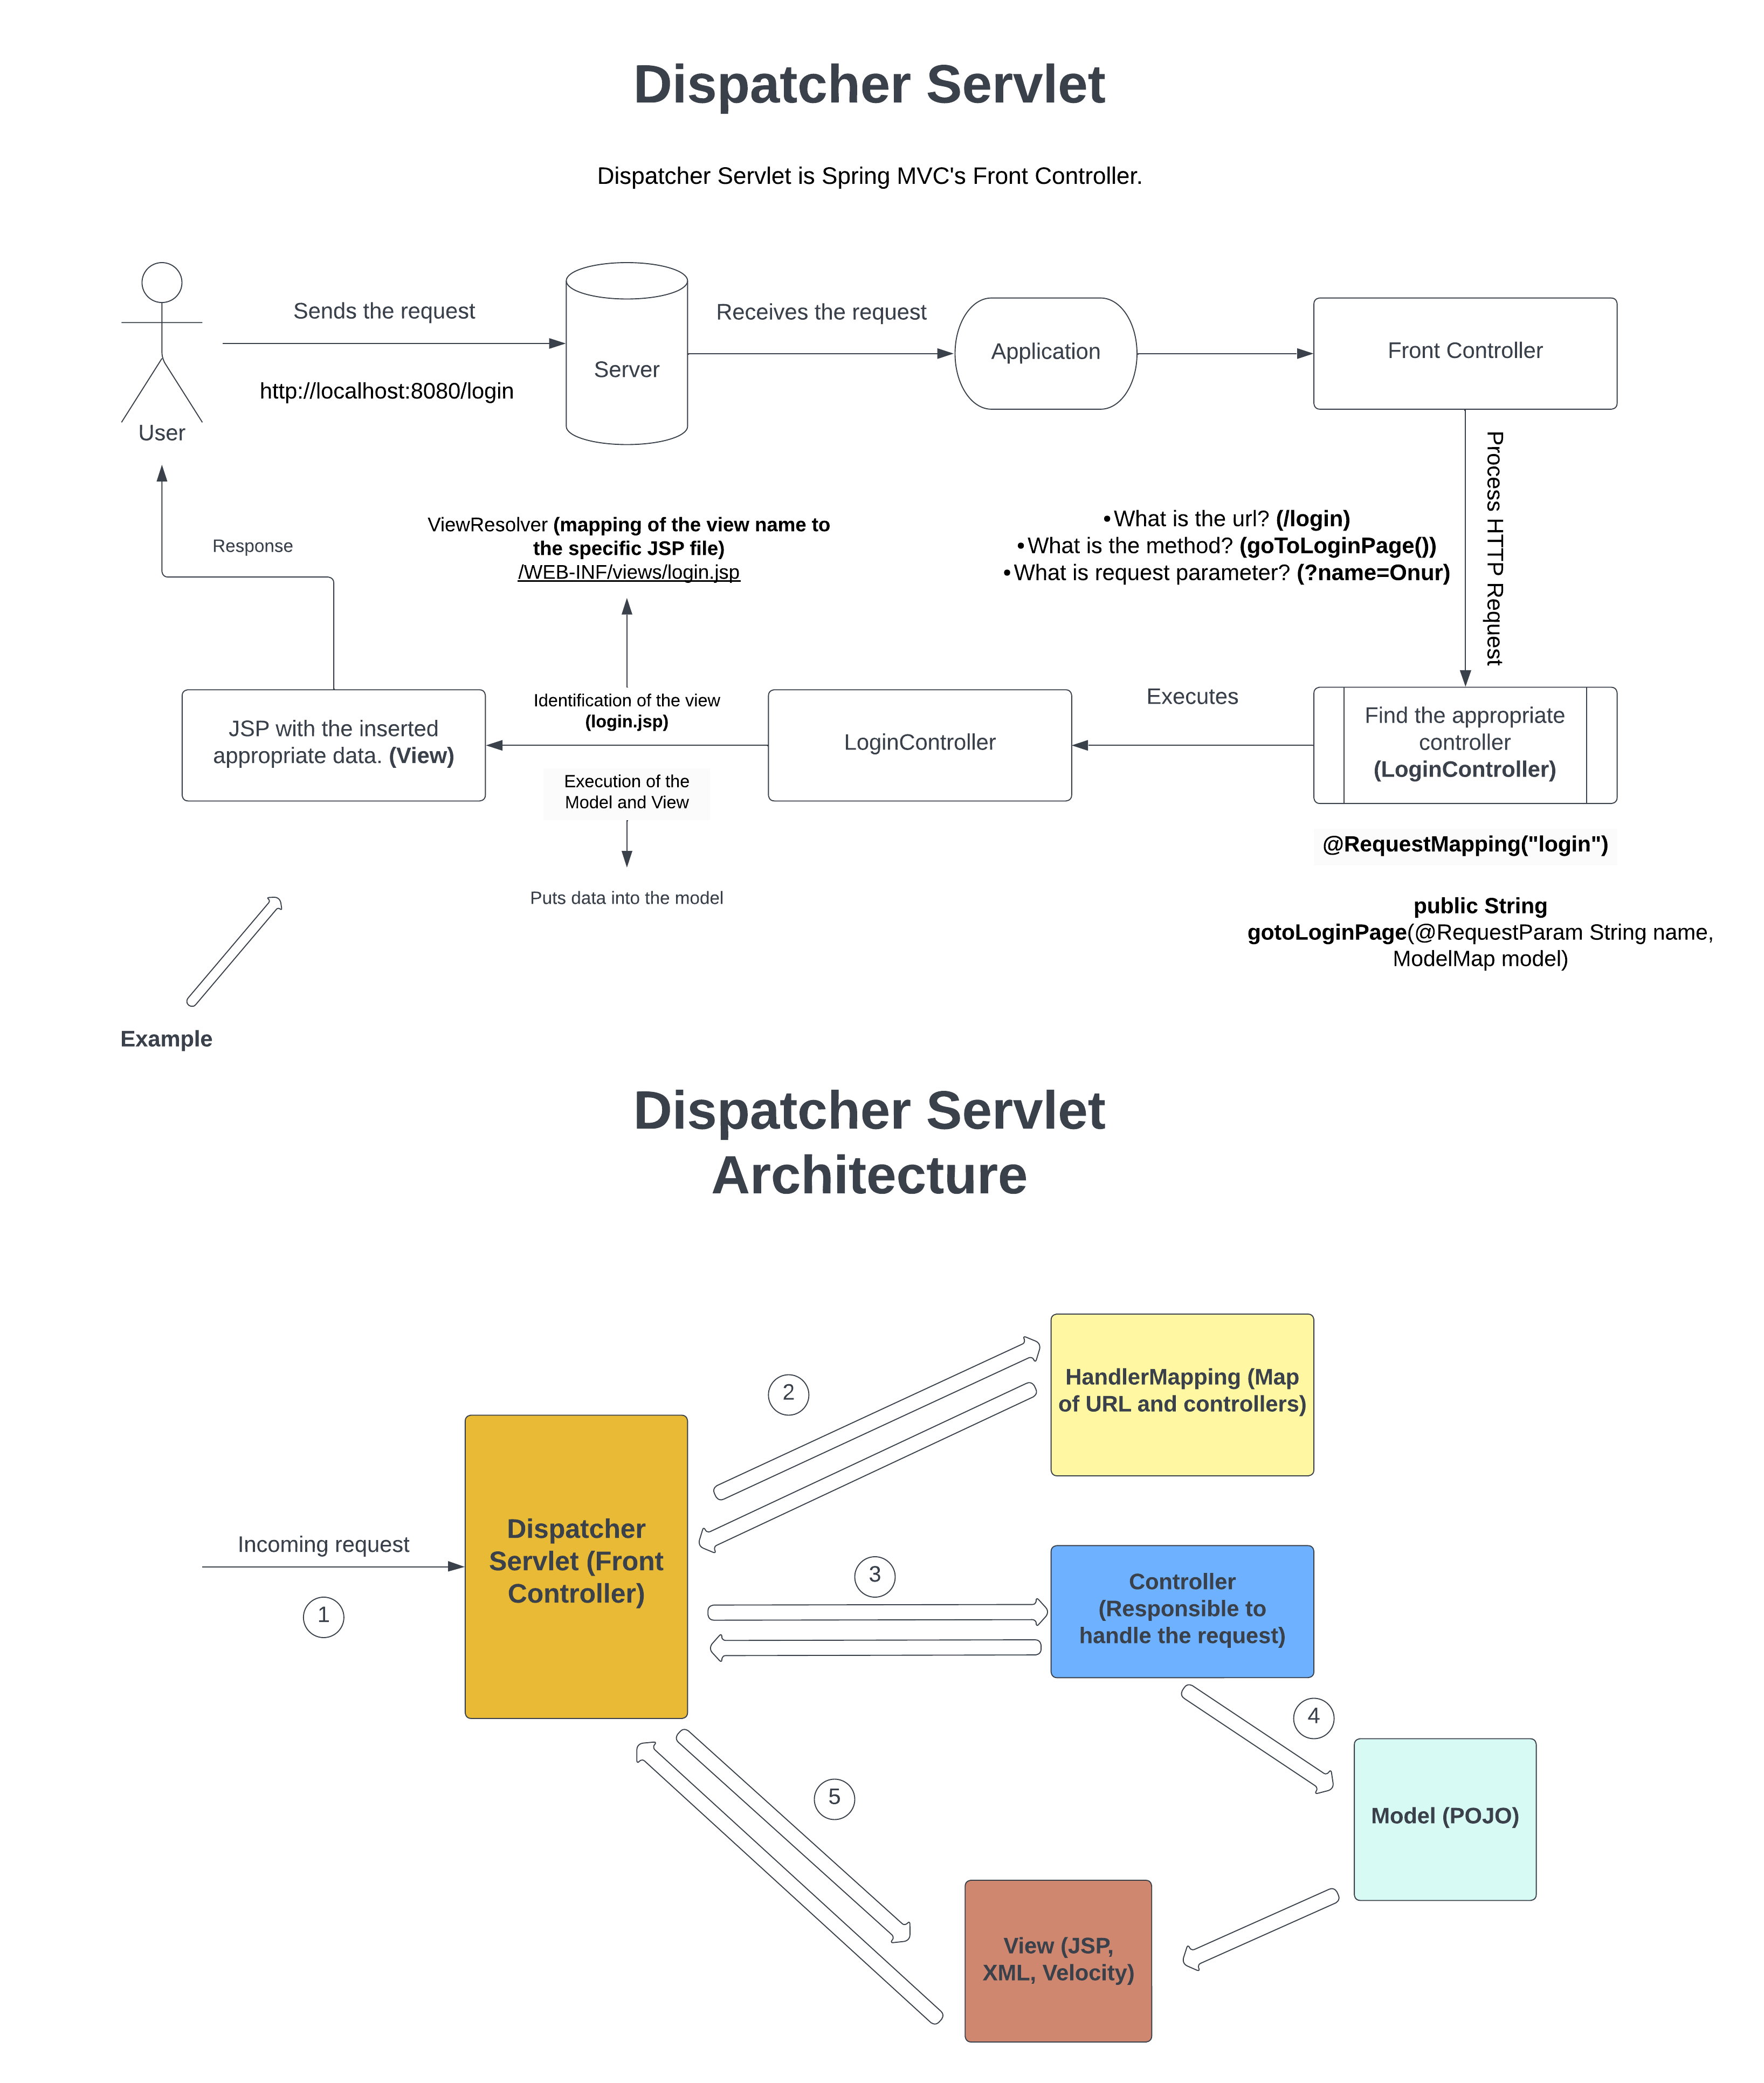 Dispatcher Servlet
Dispatcher Servlet is Spring MVC's Front Controller.
Sends the request
http://localhost:8080/login
User
Server
Receives the request
Application
Front Controller
Process HTTP Request
•What is the url? (/login)
•What is the method? (goToLoginPage())
•What is request parameter? (?name=Onur)
ViewResolver (mapping of the view name to
the specific JSP file)
/WEB-INF/views/login.jsp
Response
JSP with the inserted
appropriate data. (View)
Identification of the view
(login.jsp)
Execution of the
Model and View
Puts data into the model
LoginController
Executes
Find the appropriate
controller
(LoginController)
@RequestMapping("login")
public String
gotoLoginPage(@RequestParam String name,
ModelMap model)
Example
Dispatcher Servlet
Architecture
Incoming request
1
Dispatcher
Servlet (Front
Controller)
2
HandlerMapping (Map
of URL and controllers)
3
Controller
(Responsible to
handle the request)
4
Model (POJO)
5
View (JSP,
XML, Velocity)